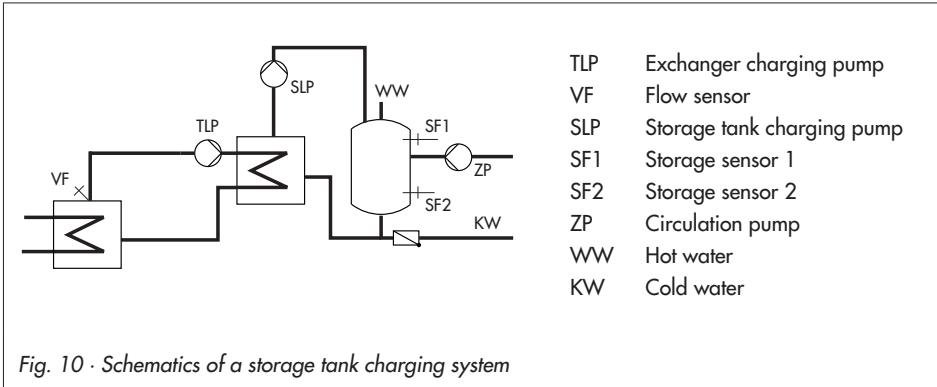 SLP
WW
TLP
SF1
ZP
VF
SF2
KW
TLP Exchanger charging pump
VF Flow sensor
SLP Storage tank charging pump
SF1 Storage sensor 1
SF2 Storage sensor 2
ZP Circulation pump
WW Hot water
KW Cold water
Fig. 10 · Schematics of a storage tank charging system